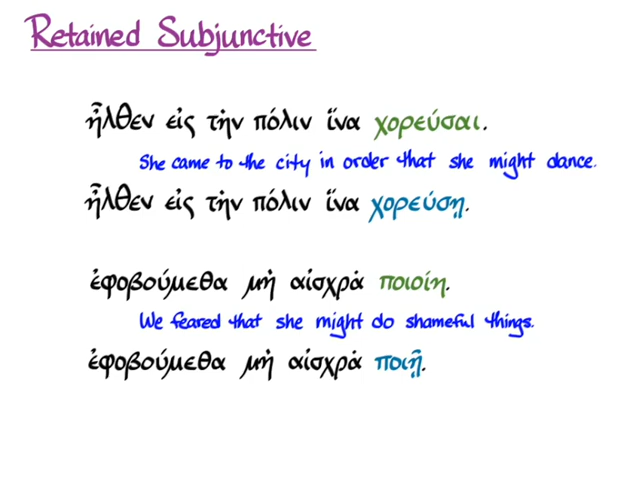 Retained Subjunctive
ἦλθεν εἰς τὴν πόλιν ἵνα χορεύσαι.
She came to the city in order that she might dance.
ἦλθεν εἰς τὴν πόλιν ἵνα χορεύσῃ.
ἐφοβούμεθα μὴ αἰσχρὰ ποιοίη.
We feared that she might do shameful things.
ἐφοβούμεθα μὴ αἰσχρὰ ποιῇ.